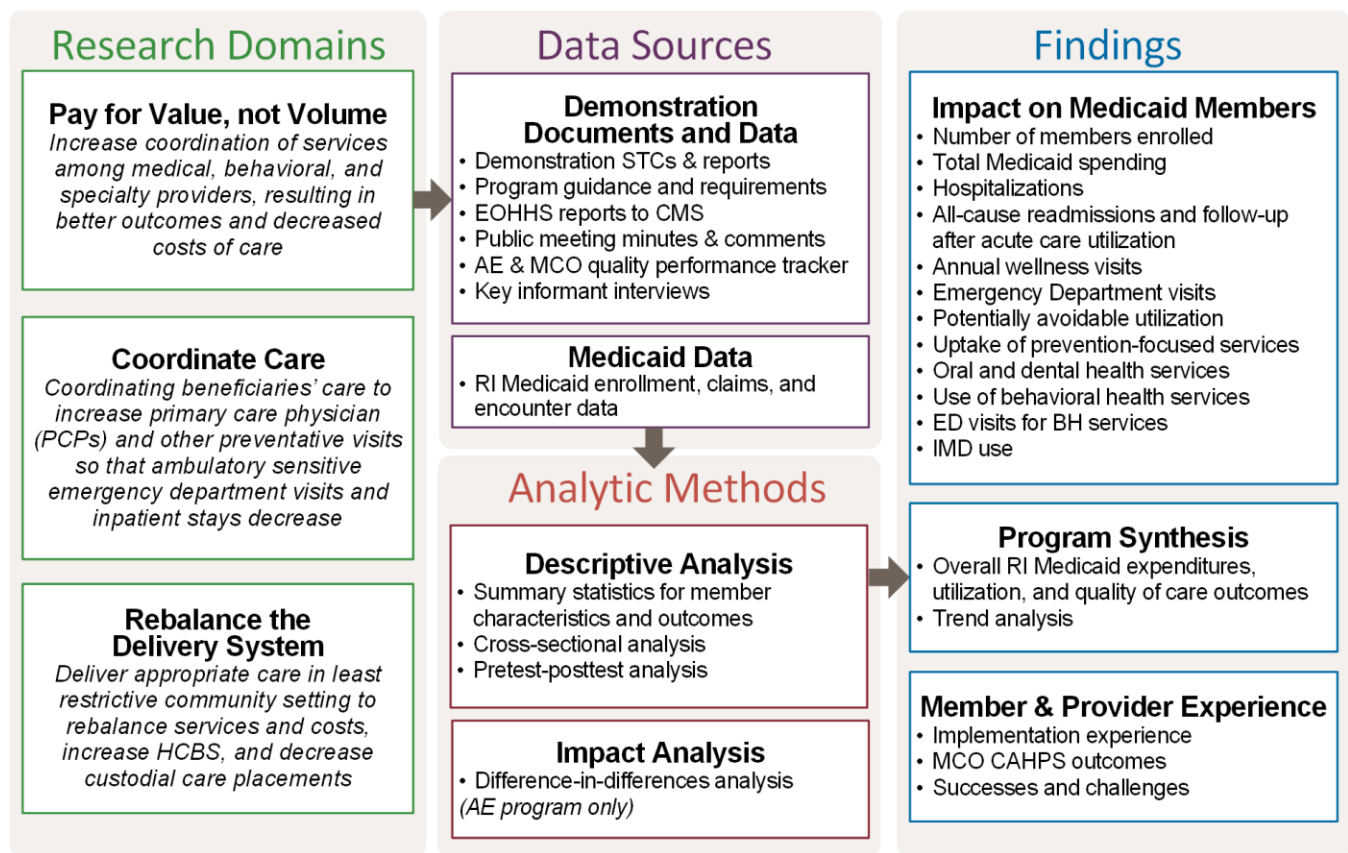 Research Domains
Pay for Value, not Volume
Increase coordination of services
among medical, behavioral, and
specialty providers, resulting in
better outcomes and decreased
costs of care
Coordinate Care
Coordinating beneficiaries' care to
increase primary care physician
(PCPs) and other preventative visits
so that ambulatory sensitive
emergency department visits and
inpatient stays decrease
Rebalance the
Delivery System
Deliver appropriate care in least
restrictive community setting to
rebalance services and costs,
increase HCBS, and decrease
custodial care placements
Data Sources
Demonstration
Documents and Data
• Demonstration STCs & reports
• Program guidance and requirements
• EOHHS reports to CMS
• Public meeting minutes & comments
• AE & MCO quality performance tracker
• Key informant interviews
Medicaid Data
• RI Medicaid enrollment, claims, and
encounter data
Analytic Methods
Descriptive Analysis
• Summary statistics for member
characteristics and outcomes
• Cross-sectional analysis
• Pretest-posttest analysis
Impact Analysis
• Difference-in-differences analysis
(AE program only)
Findings
Impact on Medicaid Members
• Number of members enrolled
• Total Medicaid spending
• Hospitalizations
• All-cause readmissions and follow-up
after acute care utilization
• Annual wellness visits
• Emergency Department visits
• Potentially avoidable utilization
• Uptake of prevention-focused services
• Oral and dental health services
• Use of behavioral health services
• ED visits for BH services
• IMD use
Program Synthesis
• Overall RI Medicaid expenditures,
utilization, and quality of care outcomes
• Trend analysis
Member & Provider Experience
• Implementation experience
• MCO CAHPS outcomes
• Successes and challenges